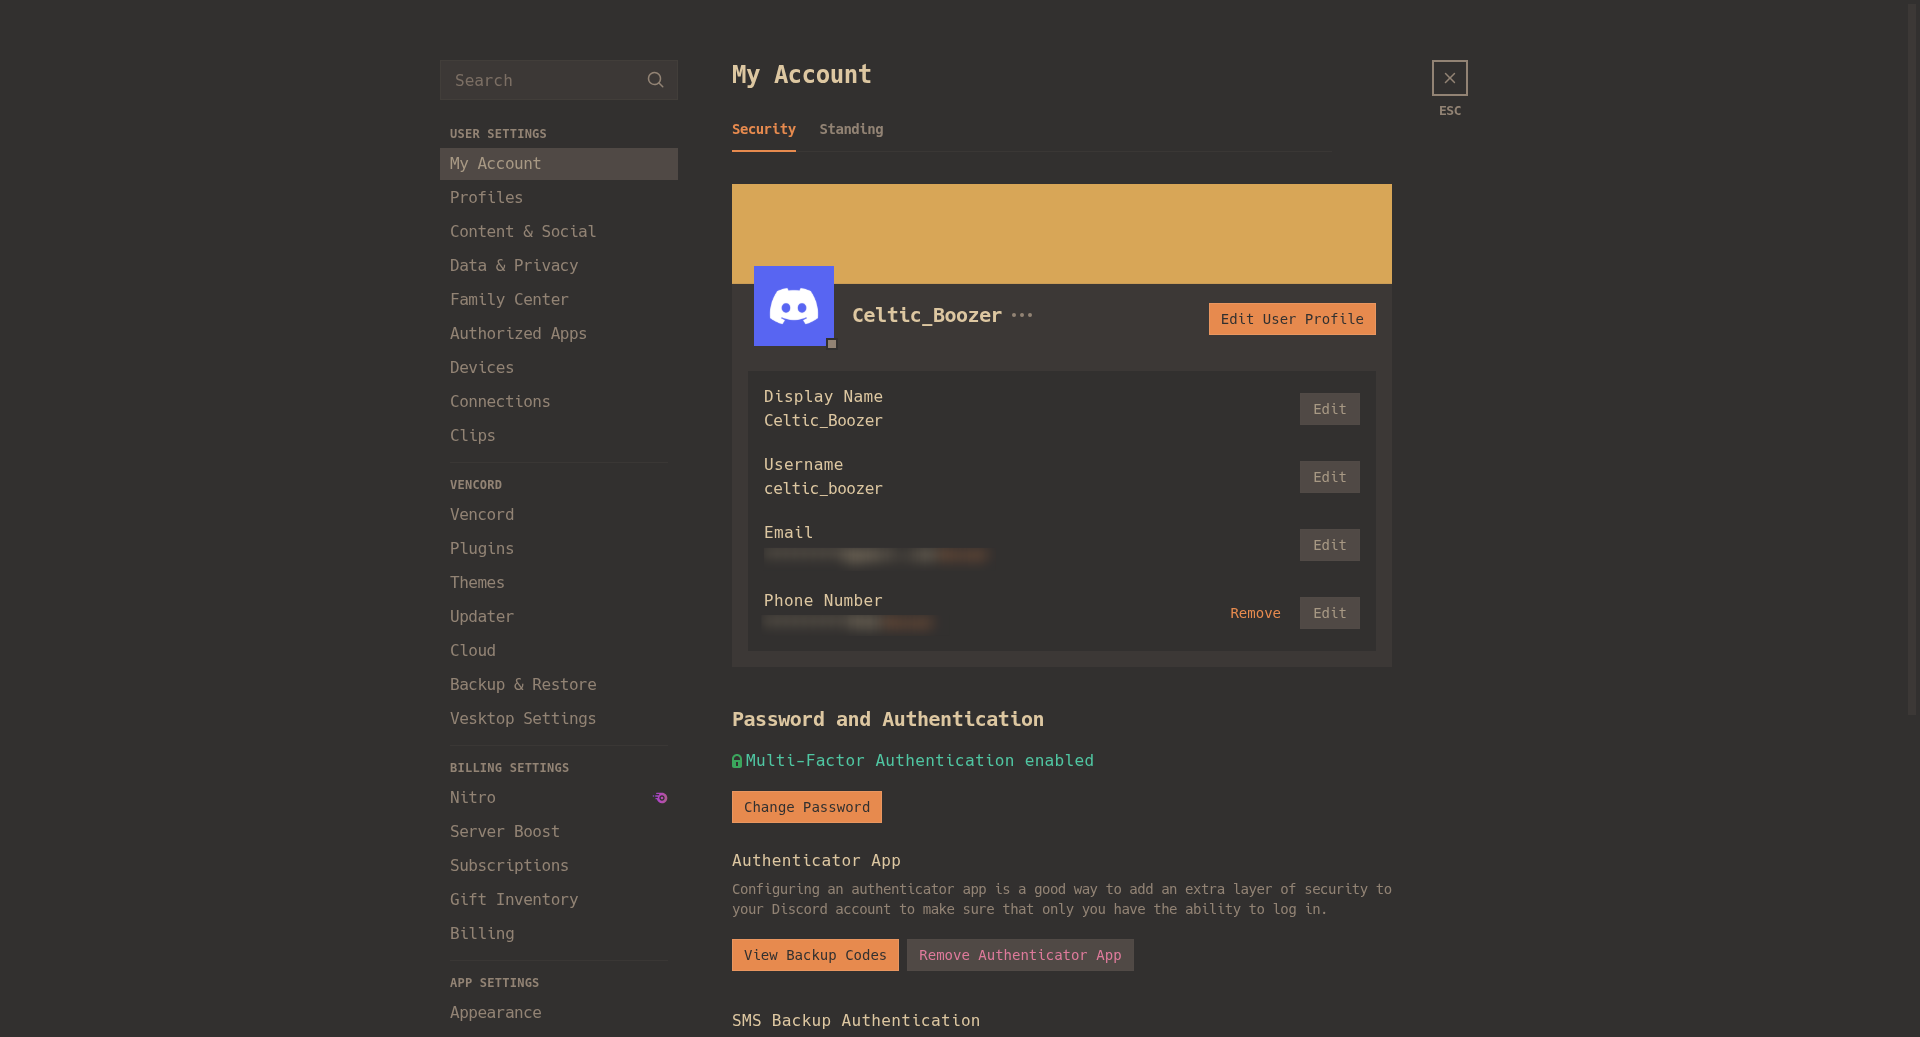 Search
USER SETTINGS
My Account
Profiles
Content & Social
Data & Privacy
Family Center
Authorized Apps
Devices
Connections
Clips
VENCORD
Vencord
Plugins
Themes
Updater
Cloud
Backup & Restore
Vesktop Settings
BILLING SETTINGS
Nitro
Server Boost
Subscriptions
Gift Inventory
Billing
APP SETTINGS
Appearance
My Account
ESC
Security Standing
Celtic_Boozer
Edit User Profile
Display Name
Celtic_Boozer
Edit
Username
celtic_boozer
Edit
Email
Edit
Phone Number
Remove Edit
Password and Authentication
Multi-Factor Authentication enabled
Change Password
Authenticator App
Configuring an authenticator app is a good way to add an extra layer of security to
your Discord account to make sure that only you have the ability to log in.
View Backup Codes Remove Authenticator App
SMS Backup Authentication